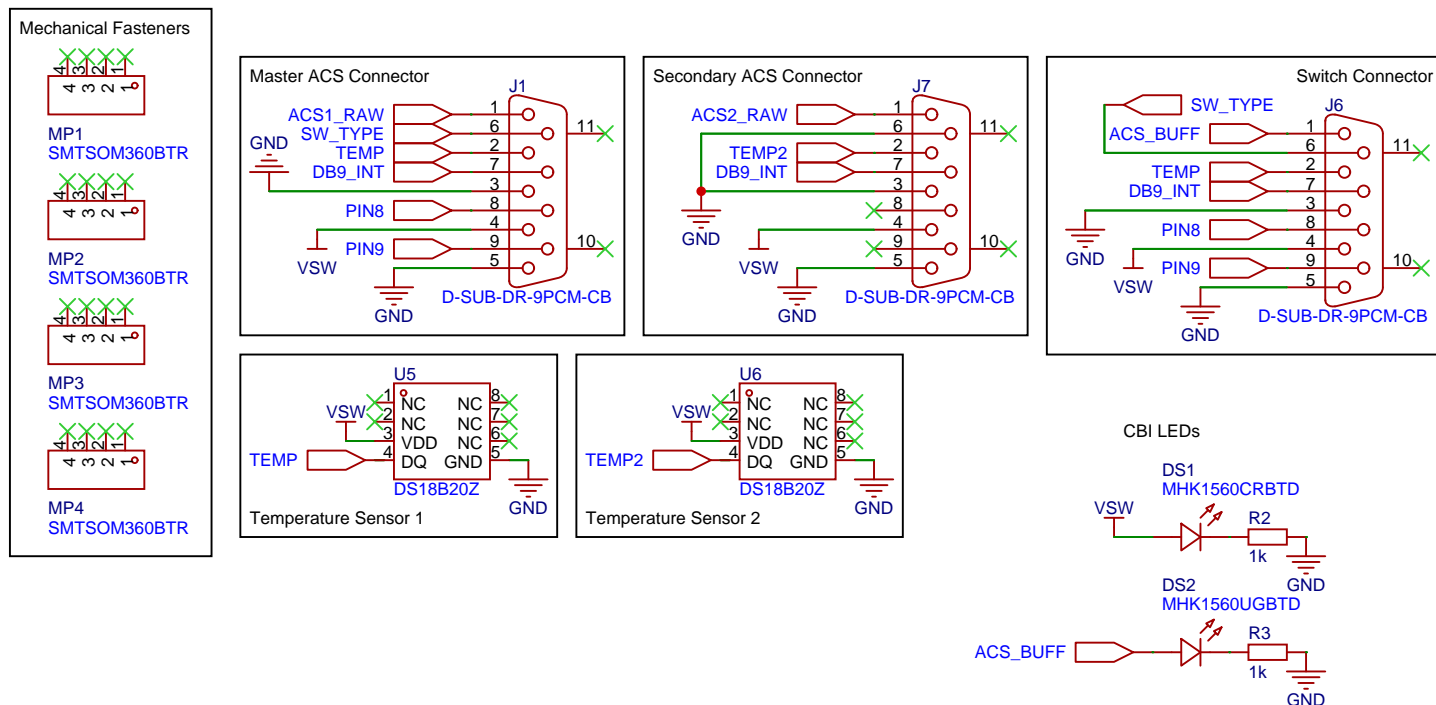 Mechanical Fasteners
4 3 2 1
4 3 2 1
MP1
SMTSOM360BTR
4 3 2 1
4 3 2 1
MP2
SMTSOM360BTR
4 3 2 1
4 3 2 1
MP3
SMTSOM360BTR
4 3 2 1
4 3 2 1
MP4
SMTSOM360BTR
Master ACS Connector
J1
ACS1_RAW 1
SW_TYPE 6 11
GND
TEMP 2
DB9_INT 7
3
PIN8 8
4
VSW
PIN9 9 10
5
GND
D-SUB-DR-9PCM-CB
Secondary ACS Connector
J7
ACS2_RAW 1
6 11
TEMP2 2
DB9_INT 7
3
8
GND
4
VSW
9 10
5
GND
D-SUB-DR-9PCM-CB
Switch Connector
SW_TYPE
J6
ACS_BUFF 1
6 11
TEMP 2
DB9_INT 7
3
GND
PIN8 8
4
VSW
PIN9 9 10
5
GND
D-SUB-DR-9PCM-CB
U5
1 NC NC 8
VSW 2 NC NC 7
3 VDD NC 6
TEMP 4 DQ GND 5
DS18B20Z
GND
Temperature Sensor 1
U6
1 NC NC 8
VSW 2 NC NC 7
3 VDD NC 6
TEMP2 4 DQ GND 5
DS18B20Z
GND
Temperature Sensor 2
CBI LEDs
DS1
MHK1560CRBTD
VSW
R2
1k
GND
DS2
MHK1560UGBTD
ACS_BUFF
R3
1k
GND